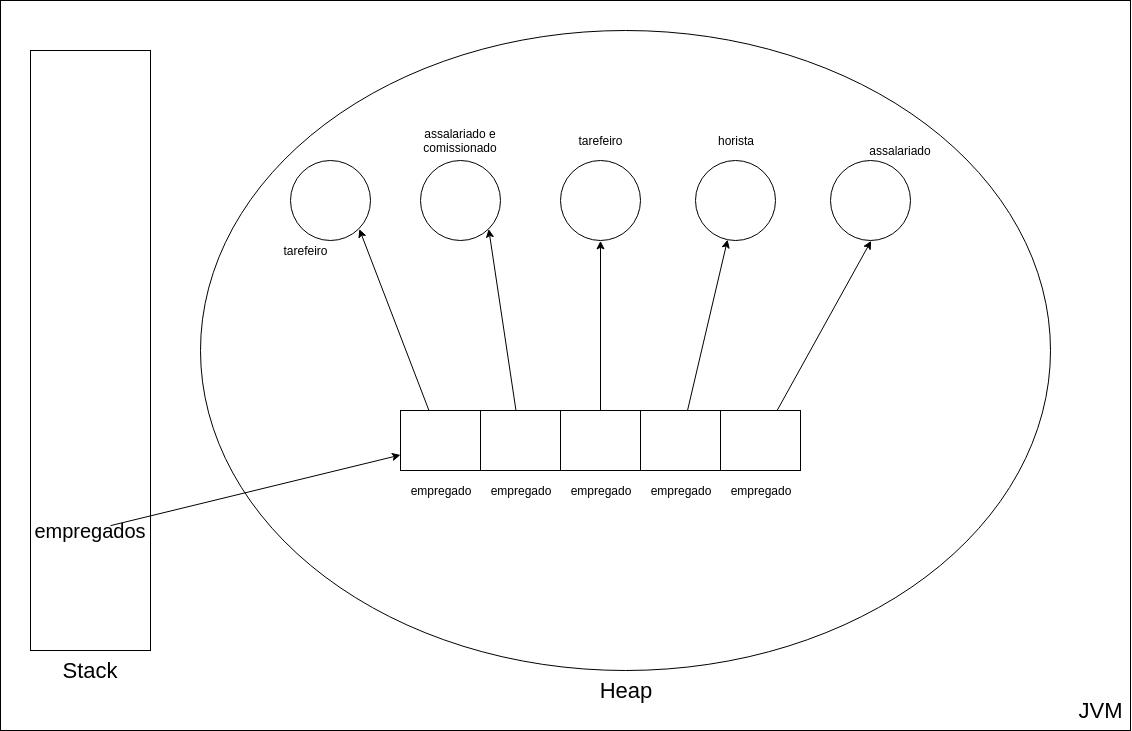 assalariado e
comissionado
tarefeiro
horista
assalariado
tarefeiro
empregado
empregado
empregado
empregado
empregado
empregados
Stack
Heap
JVM